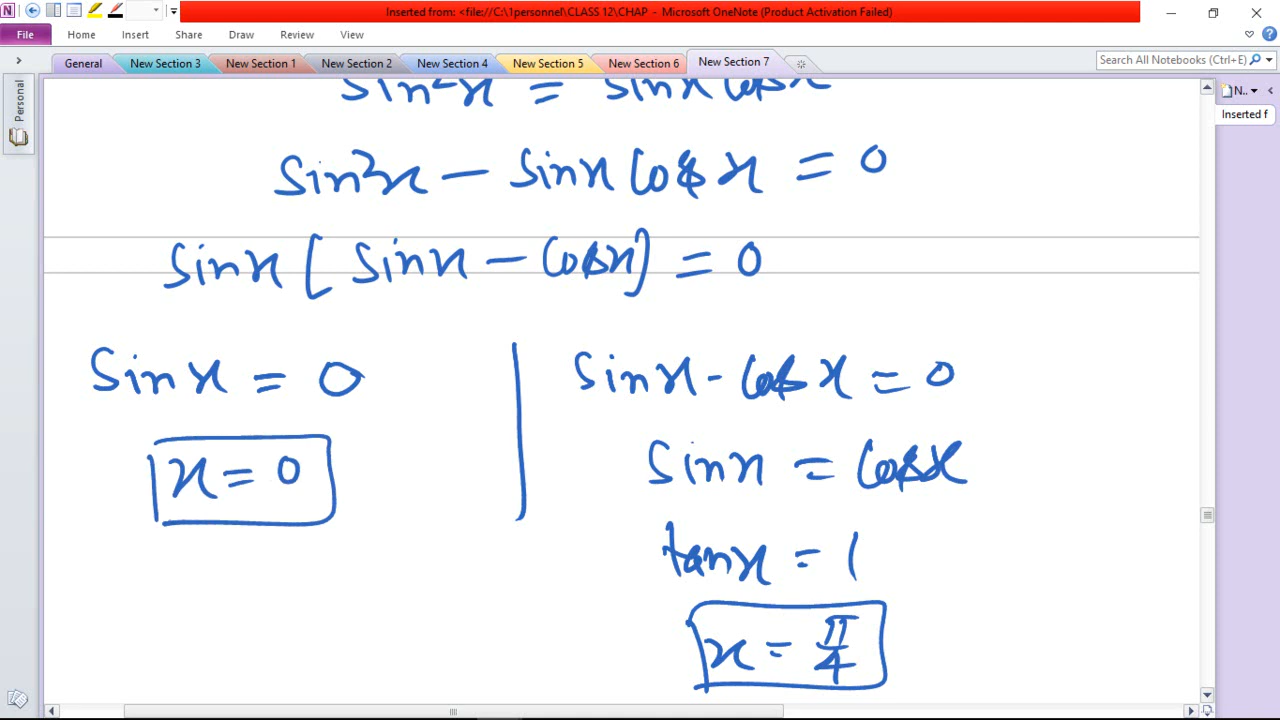 Inserted from: <file://C:\1personnel\CLASS 12\CHAP - Microsoft OneNote (Product Activation Failed)
File Home Insert Share Draw Review View
General New Section 3 New Section 1 New Section 2 New Section 4 New Section 5 New Section 6 New Section 7
Search All Notebooks (Ctrl+E)
N..
Inserted f
Personal
sin²x = sinx cosx
sin²x - sinx cosx = 0
sinx [ sinx - cosx ] = 0
sinx = 0
x = 0
sinx - cosx = 0
sinx = cosx
tanx = 1
x = π/4